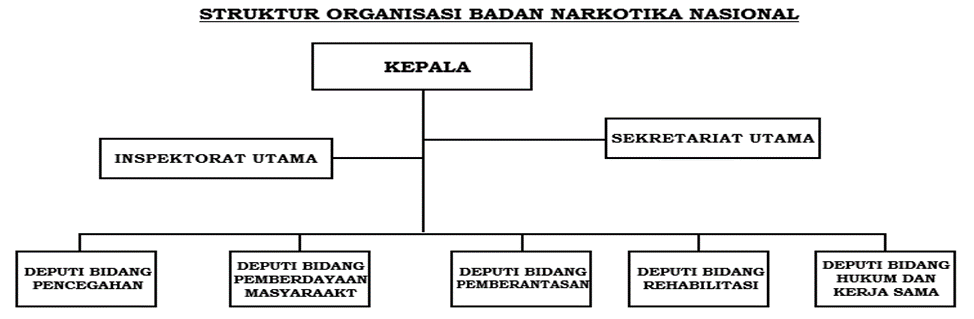 STRUKTUR ORGANISASI BADAN NARKOTIKA NASIONAL
KEPALA
SEKRETARIAT UTAMA
INSPEKTORAT UTAMA
DEPUTI BIDANG
PENCEGAHAN
DEPUTI BIDANG
PEMBERDAYAAN
MASYARAAKT
DEPUTI BIDANG
PEMBERANTASAN
DEPUTI BIDANG
REHABILITASI
DEPUTI BIDANG
HUKUM DAN
KERJA SAMA